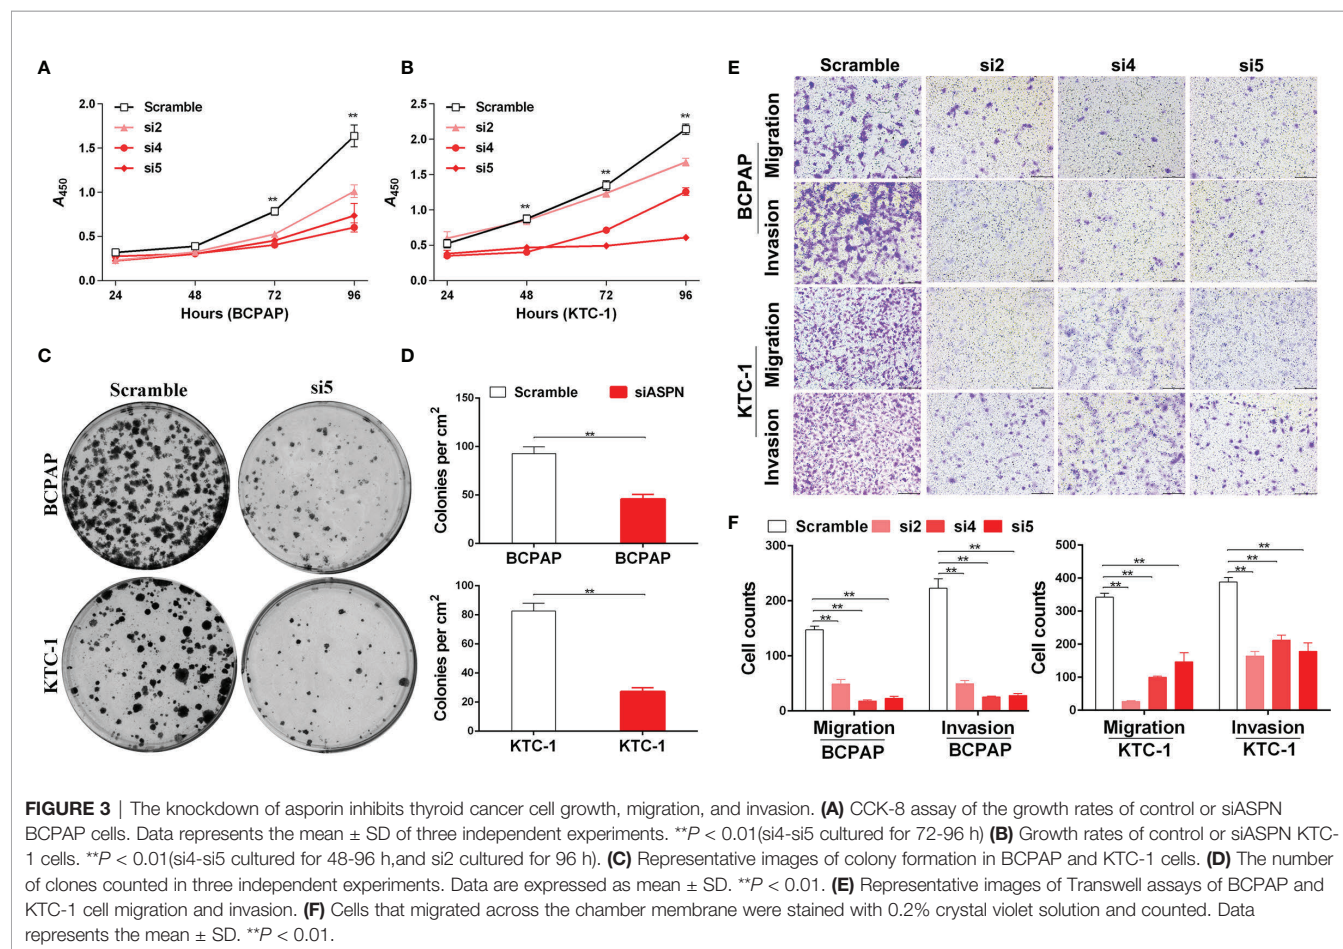 A
Scramble
si2
si4
si5
2.0
1.5
1.0
0.5
0.0
A450
**
**
24 48 72 96
Hours (BCPAP)
B
Scramble
si2
si4
si5
2.5
2.0
1.5
1.0
0.5
0.0
A450
**
**
**
24 48 72 96
Hours (KTC-1)
C
Scramble si5
BCPAP
KTC-1
D
Scramble siASPN
150
100
50
0
Colonies per cm2
**
BCPAP BCPAP
100
80
60
40
20
0
Colonies per cm2
**
KTC-1 KTC-1
E
Scramble si2 si4 si5
BCPAP
Migration
Invasion
KTC-1
Migration
Invasion
F
Scramble si2 si4 si5
300
200
100
0
Cell counts
**
**
**
**
**
**
Migration Invasion
BCPAP BCPAP
500
400
300
200
100
0
Cell counts
**
**
**
**
**
**
Migration Invasion
KTC-1 KTC-1
FIGURE 3 | The knockdown of asporin inhibits thyroid cancer cell growth, migration, and invasion. (A) CCK-8 assay of the growth rates of control or siASPN
BCPAP cells. Data represents the mean ± SD of three independent experiments. **P < 0.01(si4-si5 cultured for 72-96 h) (B) Growth rates of control or siASPN KTC-
1 cells. **P < 0.01(si4-si5 cultured for 48-96 h,and si2 cultured for 96 h). (C) Representative images of colony formation in BCPAP and KTC-1 cells. (D) The number
of clones counted in three independent experiments. Data are expressed as mean ± SD. **P < 0.01. (E) Representative images of Transwell assays of BCPAP and
KTC-1 cell migration and invasion. (F) Cells that migrated across the chamber membrane were stained with 0.2% crystal violet solution and counted. Data
represents the mean ± SD. **P < 0.01.